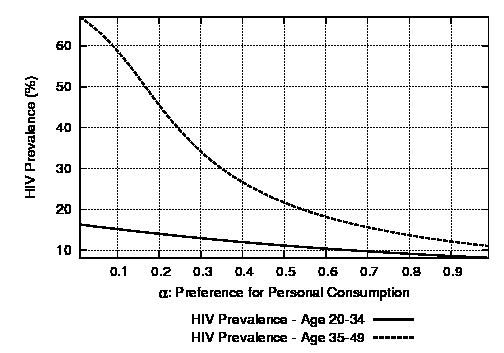 60
50
40
30
20
10
HIV Prevalence (%)
0.1 0.2 0.3 0.4 0.5 0.6 0.7 0.8 0.9
α: Preference for Personal Consumption
HIV Prevalence - Age 20-34
HIV Prevalence - Age 35-49